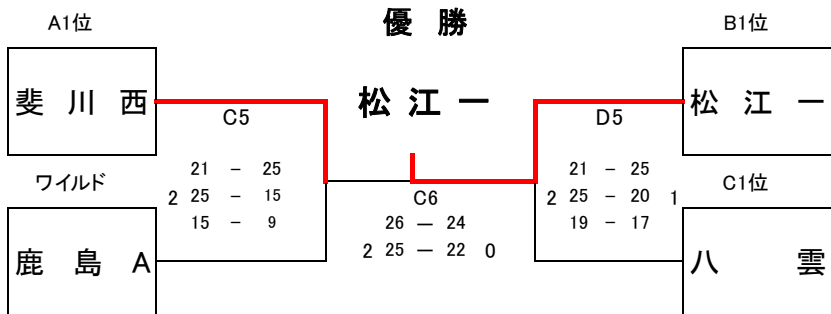 A1位 優 勝 B1位
斐 川 西 松 江 一 松 江 一
C5 D5
ワイルド C1位
21 － 25
2 25 － 15
15 － 9
21 － 25
2 25 － 20 1
19 － 17
C6
26 － 24
2 25 － 22 0
鹿 島 A 八 雲